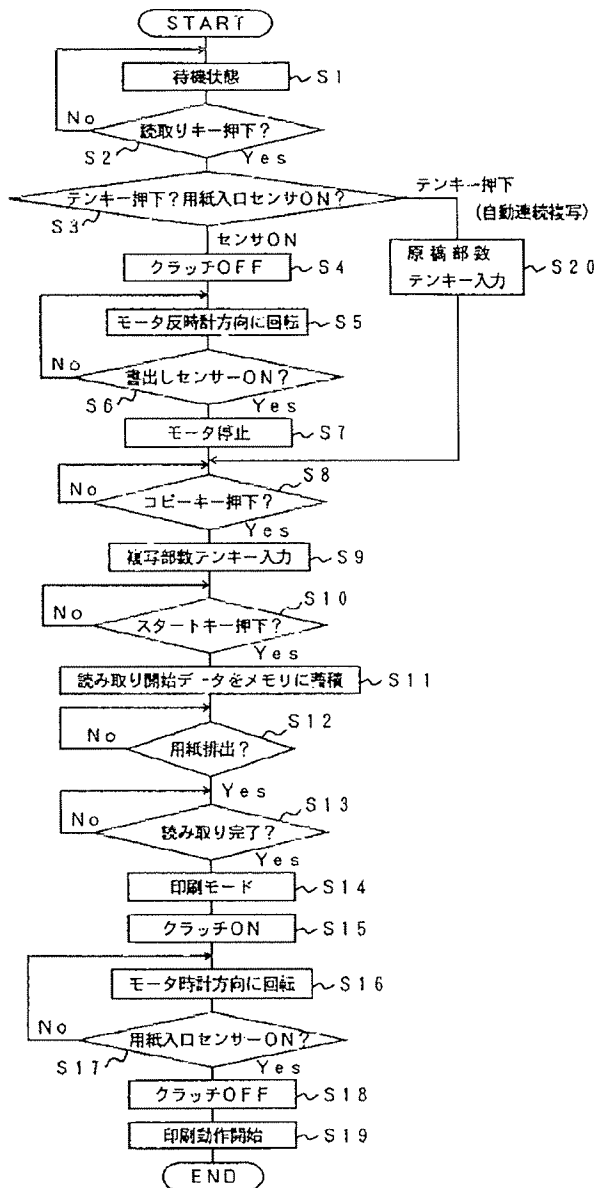 START
待機状態 S1
No
読取りキー押下?
S2 Yes
テンキー押下?用紙入口センサON?
S3
テンキー押下
(自動連続複写)
センサON
クラッチOFF S4
原稿部数
テンキー入力 S20
モータ反時計方向に回転 S5
No
書出しセンサーON?
S6 Yes
モータ停止 S7
S8
No
コピーキー押下?
Yes
複写部数テンキー入力 S9
S10
No
スタートキー押下?
Yes
読み取り開始データをメモリに蓄積 S11
S12
No
用紙排出?
Yes
S13
No
読み取り完了?
Yes
印刷モード S14
クラッチON S15
モータ時計方向に回転 S16
No
用紙入口センサーON?
S17 Yes
クラッチOFF S18
印刷動作開始 S19
END